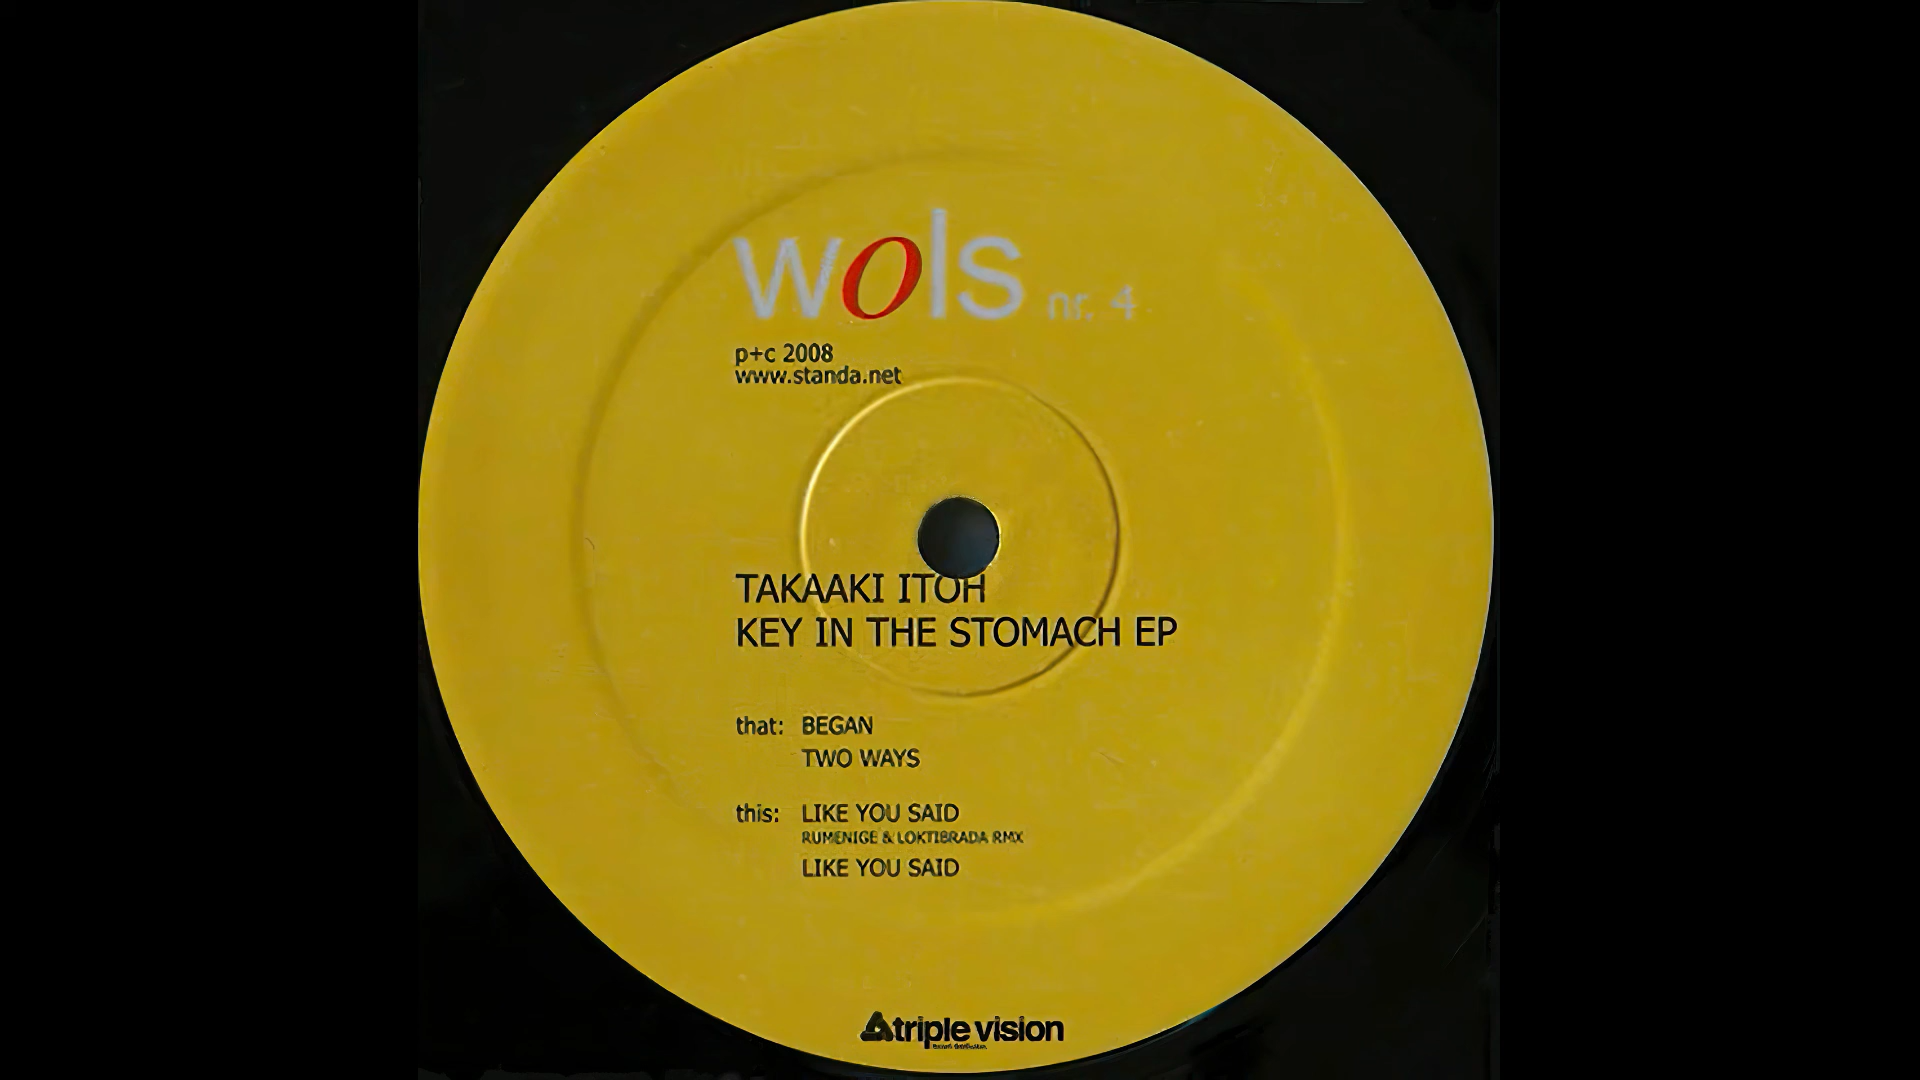 wols nr. 4
p+c 2008
www.standa.net
TAKAAKI ITOH
KEY IN THE STOMACH EP
that: BEGAN
TWO WAYS
this: LIKE YOU SAID
RUMENIGE & LOKTIBRADA RMX
LIKE YOU SAID
triple vision